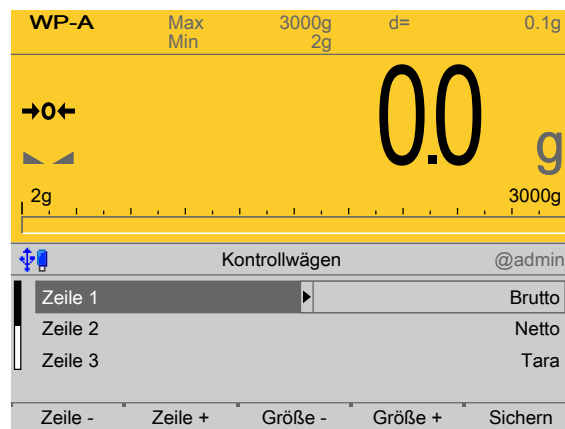 WP-A Max 3000g d= 0.1g
Min 2g
→0←
0.0 g
2g 3000g
Kontrollwägen @admin
Zeile 1 Brutto
Zeile 2 Netto
Zeile 3 Tara
Zeile - Zeile + Größe - Größe + Sichern